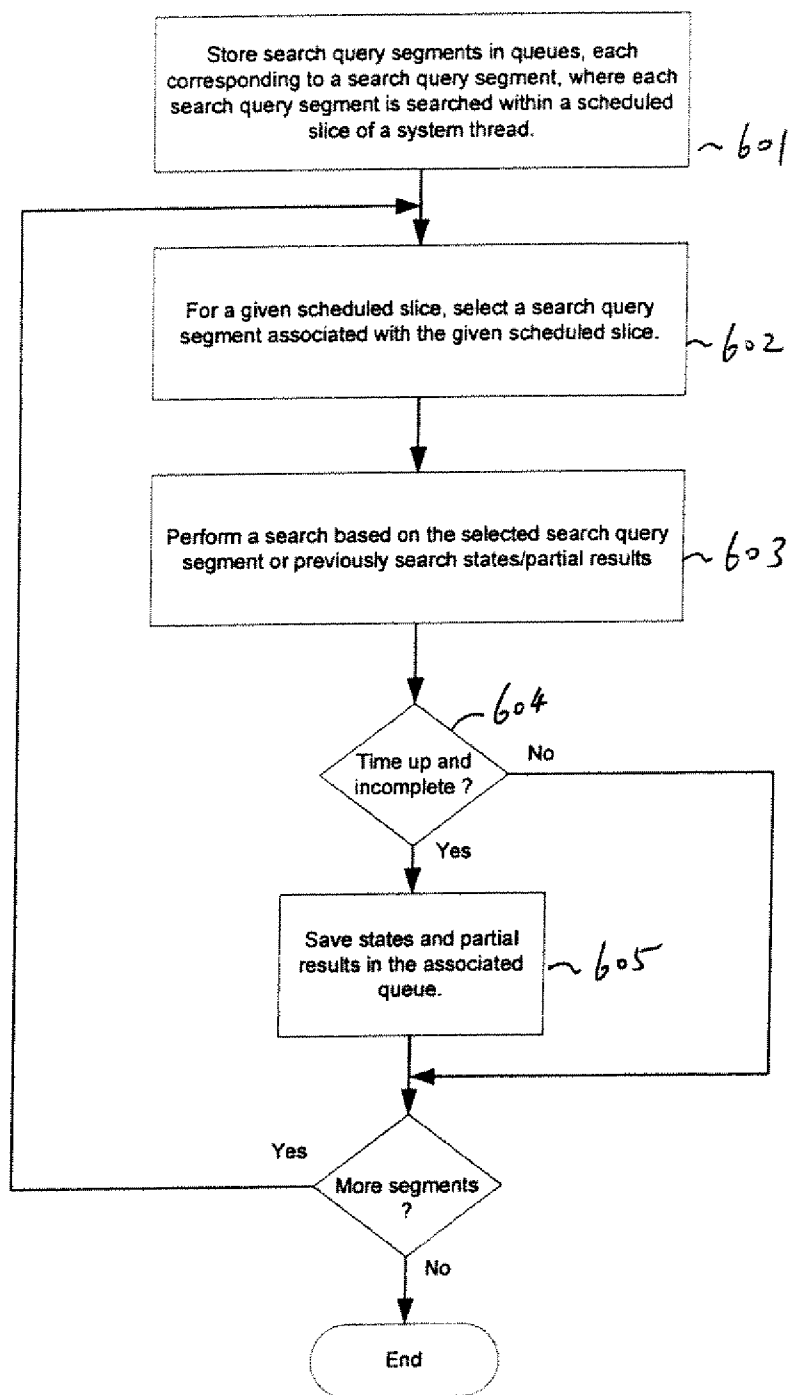 Store search query segments in queues, each
corresponding to a search query segment, where each
search query segment is searched within a scheduled
slice of a system thread.
~ 601
For a given scheduled slice, select a search query
segment associated with the given scheduled slice.
~ 602
Perform a search based on the selected search query
segment or previously search states/partial results
~ 603
604
Time up and
incomplete ?
No
Yes
Save states and partial
results in the associated
queue.
~ 605
Yes
More segments
?
No
End